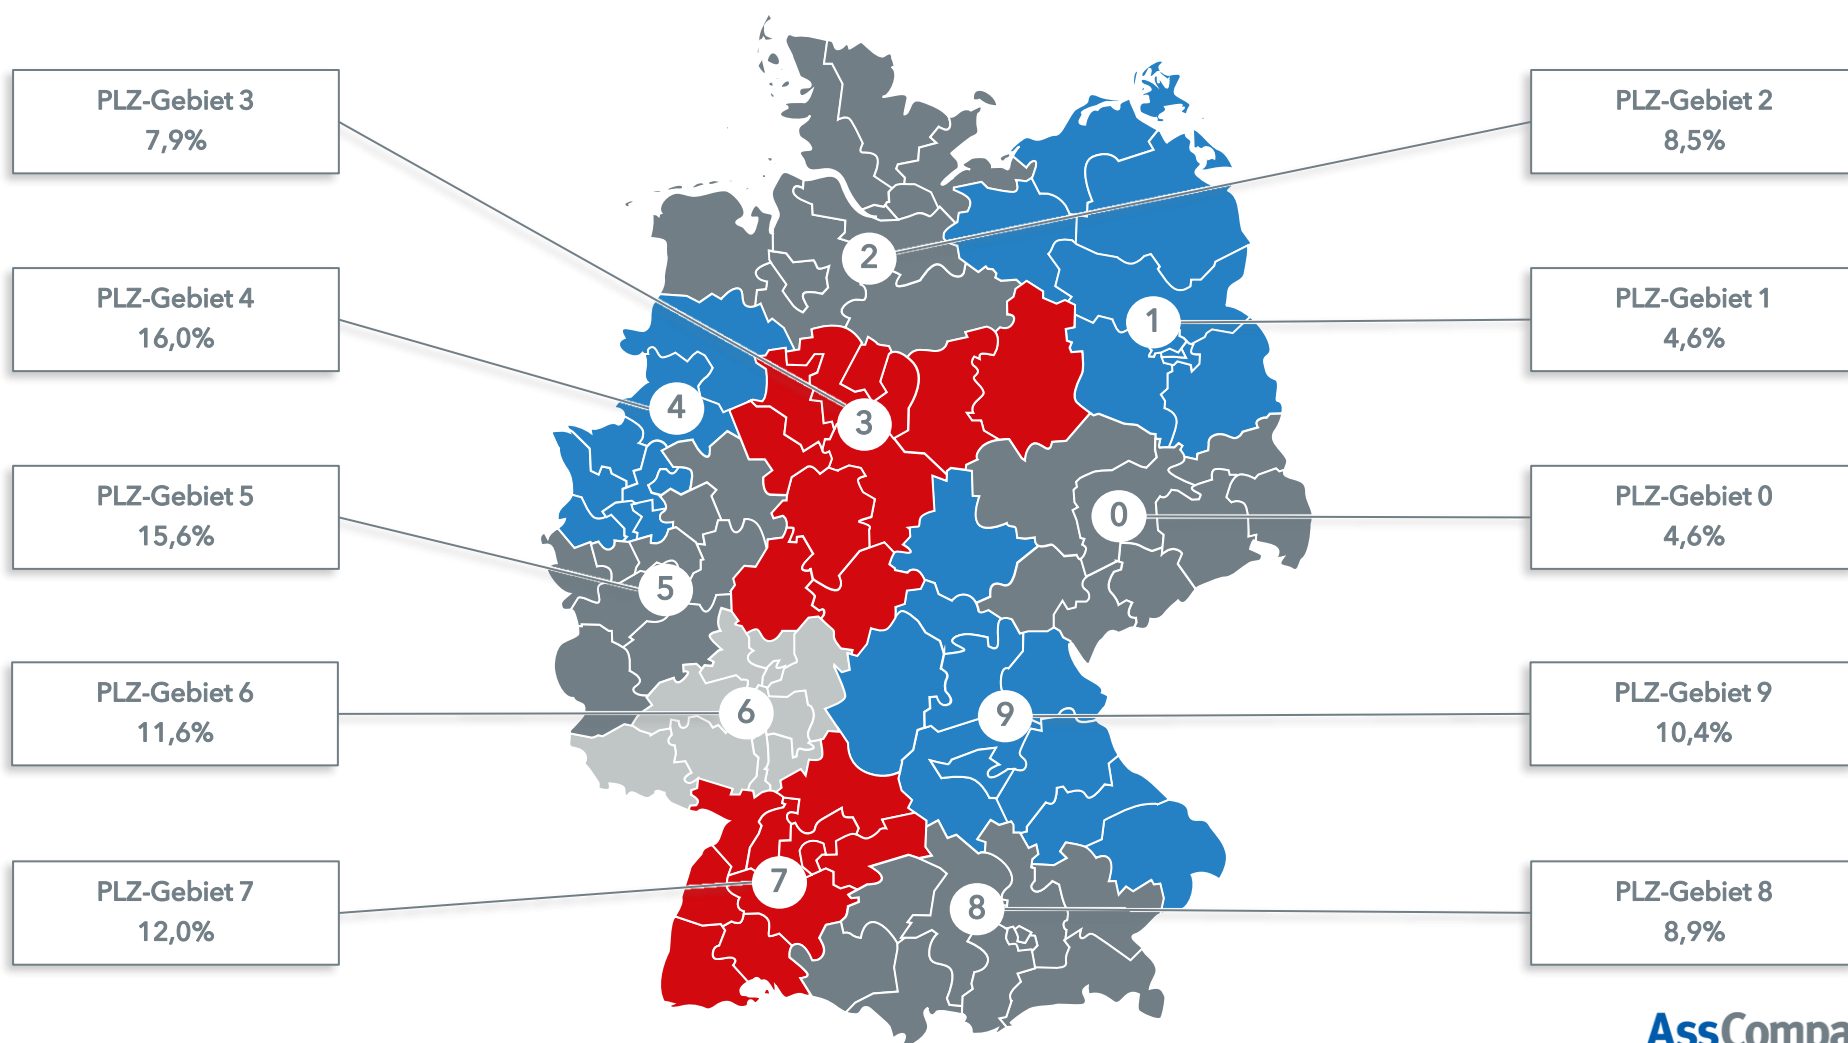 PLZ-Gebiet 3
7,9%
PLZ-Gebiet 4
16,0%
PLZ-Gebiet 5
15,6%
PLZ-Gebiet 6
11,6%
PLZ-Gebiet 7
12,0%
2
1
3
4
0
5
6
9
7
8
PLZ-Gebiet 2
8,5%
PLZ-Gebiet 1
4,6%
PLZ-Gebiet 0
4,6%
PLZ-Gebiet 9
10,4%
PLZ-Gebiet 8
8,9%
AssCompa